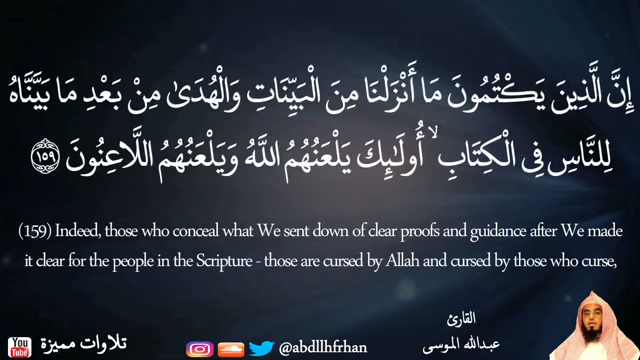 إِنَّ الَّذِينَ يَكْتُمُونَ مَا أَنْزَلْنَا مِنَ الْبَيِّنَاتِ وَالْهُدَىٰ مِنْ بَعْدِ مَا بَيَّنَّاهُ
لِلنَّاسِ فِي الْكِتَابِ ۙ أُولَـٰئِكَ يَلْعَنُهُمُ اللَّهُ وَيَلْعَنُهُمُ اللَّاعِنُونَ ﴿١٥٩﴾
(159) Indeed, those who conceal what We sent down of clear proofs and guidance after We made
it clear for the people in the Scripture - those are cursed by Allah and cursed by those who curse,
القارئ
عبدالله الموسى
@abdllhfrhan
تلاوات مميزة
You Tube